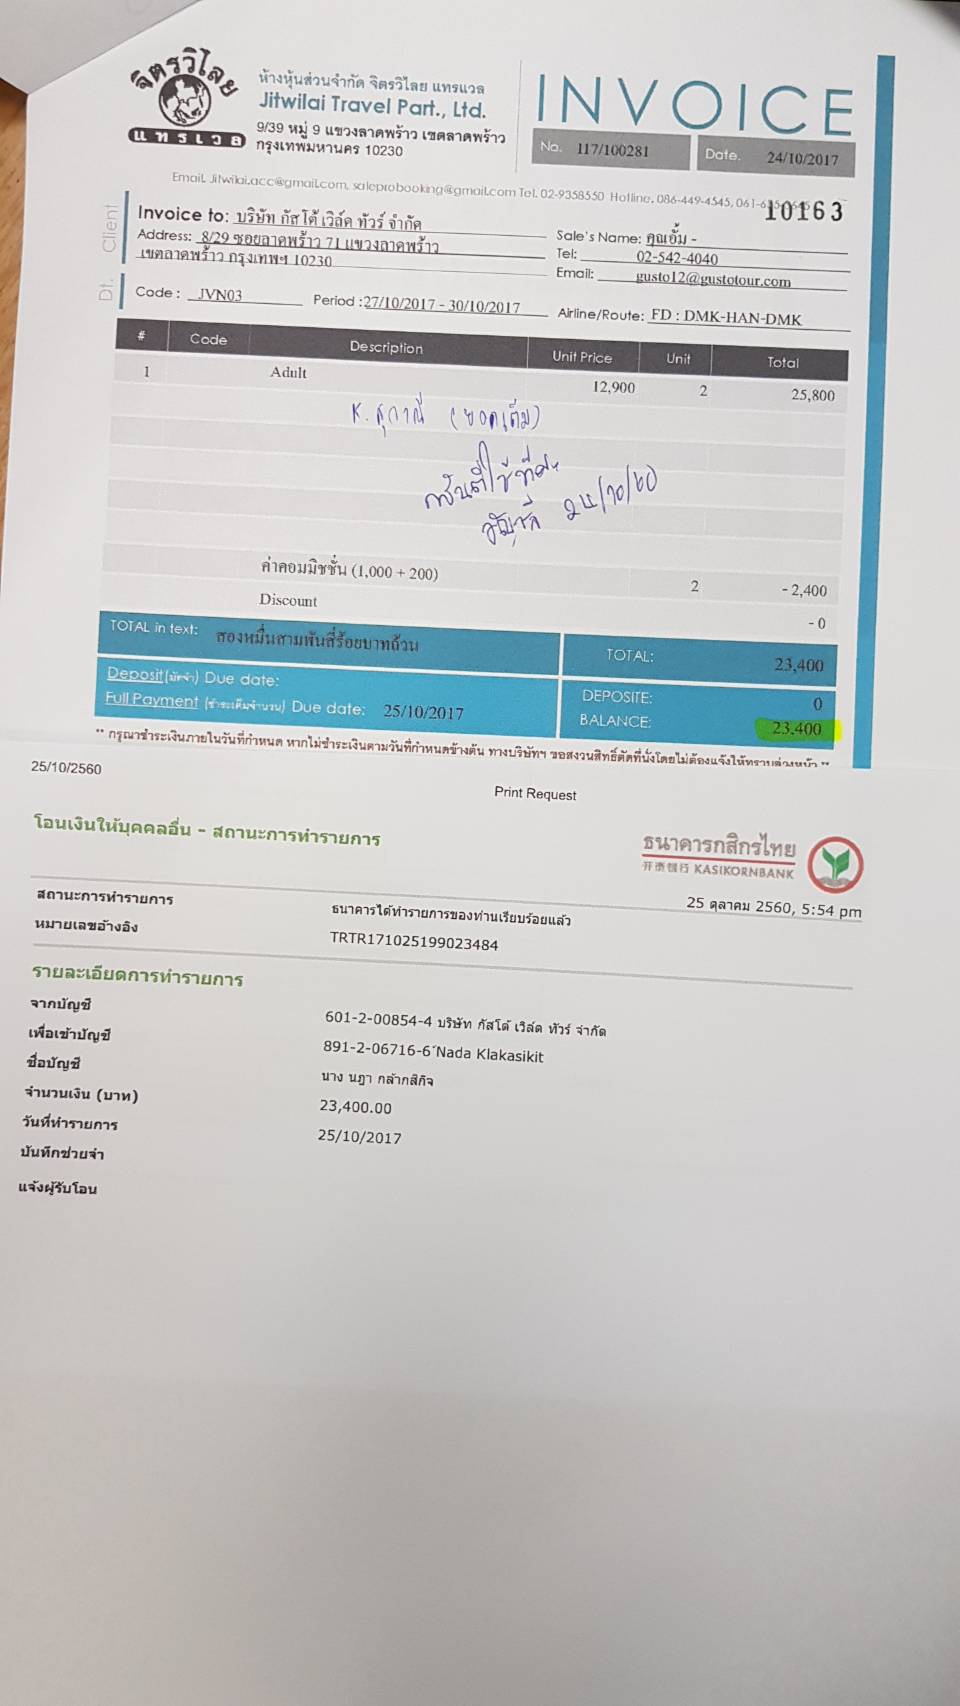 จิตรวิไลย
แทรเวล
ห้างหุ้นส่วนจำกัด จิตรวิไลย แทรเวล
Jitwilai Travel Part., Ltd.
9/39 หมู่ 9 แขวงลาดพร้าว เขตลาดพร้าว
กรุงเทพมหานคร 10230
INVOICE
No. 117/100281 Date. 24/10/2017
Email. Jitwilai.acc@gmail.com, saleprobooking@gmail.com Tel. 02-9358550 Hotline. 086-449-4545, 061-6
10163
Client
Invoice to: บริษัท กัสโต้ เวิล์ด ทัวร์ จำกัด
Address: 8/29 ซอยลาดพร้าว 71 แขวงลาดพร้าว
เขตลาดพร้าว กรุงเทพฯ 10230
Sale's Name: คุณอั้ม -
Tel: 02-542-4040
Email: gusto12@gustotour.com
Dt.
Code : JVN03 Period :27/10/2017 - 30/10/2017 Airline/Route: FD : DMK-HAN-DMK
# Code Description Unit Price Unit Total
1 Adult 12,900 2 25,800
K. สุภาณี (ยอดเต็ม)
24/10/60
ค่าคอมมิชชั่น (1,000 + 200) 2 - 2,400
Discount - 0
TOTAL in text: สองหมื่นสามพันสี่ร้อยบาทถ้วน TOTAL: 23,400
Deposit(มัดจำ) Due date: DEPOSITE: 0
Full Payment (ชำระเต็มจำนวน) Due date: 25/10/2017 BALANCE: 23,400
** กรุณาชำระเงินภายในวันที่กำหนด หากไม่ชำระเงินตามวันที่กำหนดข้างต้น ทางบริษัทฯ ขอสงวนสิทธิ์ตัดที่นั่งโดยไม่ต้องแจ้งให้ทราบล่วงหน้า **
25/10/2560
Print Request
โอนเงินให้บุคคลอื่น - สถานะการทำรายการ
ธนาคารกสิกรไทย
开泰银行 KASIKORNBANK
25 ตุลาคม 2560, 5:54 pm
สถานะการทำรายการ ธนาคารได้ทำรายการของท่านเรียบร้อยแล้ว
หมายเลขอ้างอิง TRTR171025199023484
รายละเอียดการทำรายการ
จากบัญชี 601-2-00854-4 บริษัท กัสโต้ เวิล์ด ทัวร์ จำกัด
เพื่อเข้าบัญชี 891-2-06716-6 Nada Klakasikit
ชื่อบัญชี นาง นฎา กล้ากสิกิจ
จำนวนเงิน (บาท) 23,400.00
วันที่ทำรายการ 25/10/2017
บันทึกช่วยจำ
แจ้งผู้รับโอน